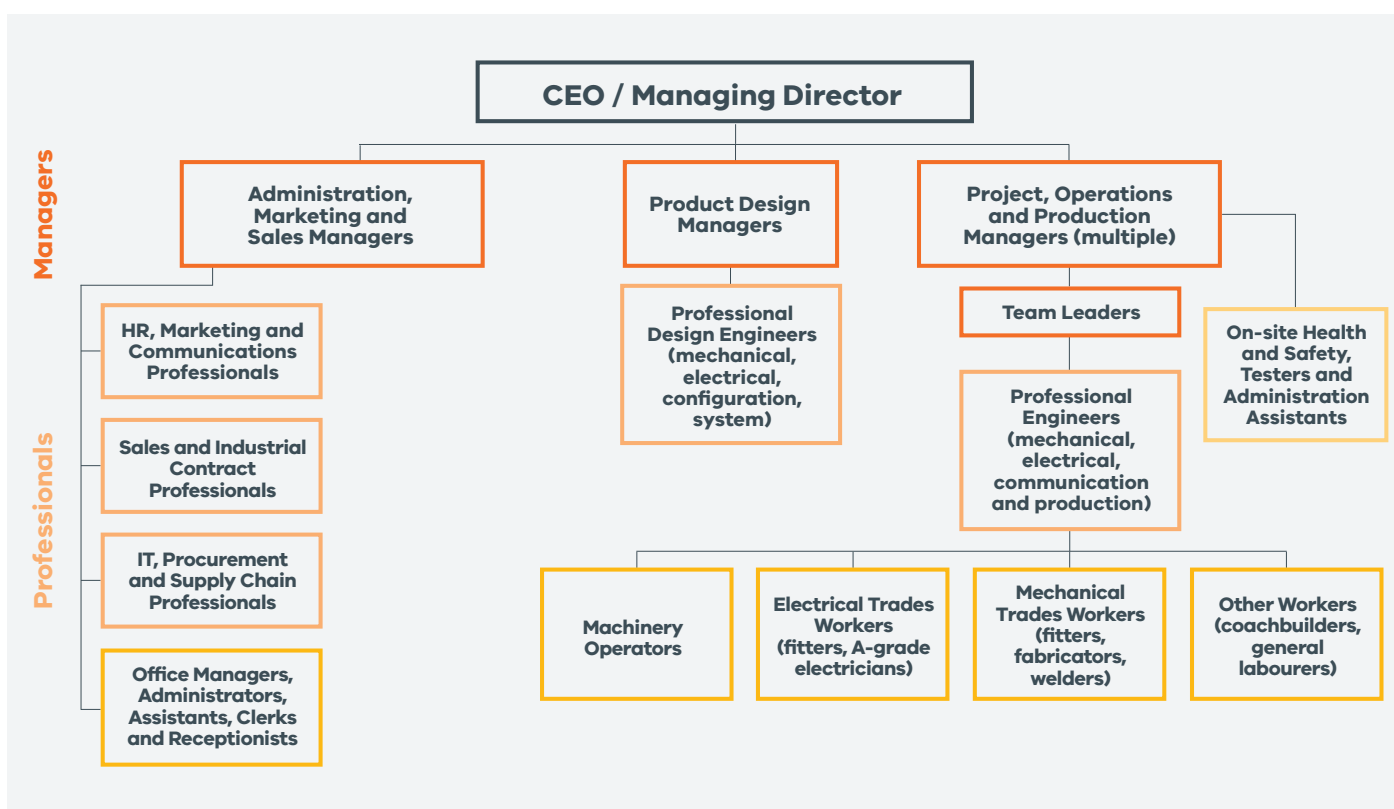 CEO / Managing Director
Managers
Administration,
Marketing and
Sales Managers
Product Design
Managers
Project, Operations
and Production
Managers (multiple)
Professionals
HR, Marketing and
Communications
Professionals
Sales and Industrial
Contract
Professionals
IT, Procurement
and Supply Chain
Professionals
Office Managers,
Administrators,
Assistants, Clerks
and Receptionists
Professional
Design Engineers
(mechanical,
electrical,
configuration,
system)
Team Leaders
Professional
Engineers
(mechanical,
electrical,
communication
and production)
On-site Health
and Safety,
Testers and
Administration
Assistants
Machinery
Operators
Electrical Trades
Workers
(fitters, A-grade
electricians)
Mechanical
Trades Workers
(fitters,
fabricators,
welders)
Other Workers
(coachbuilders,
general
labourers)